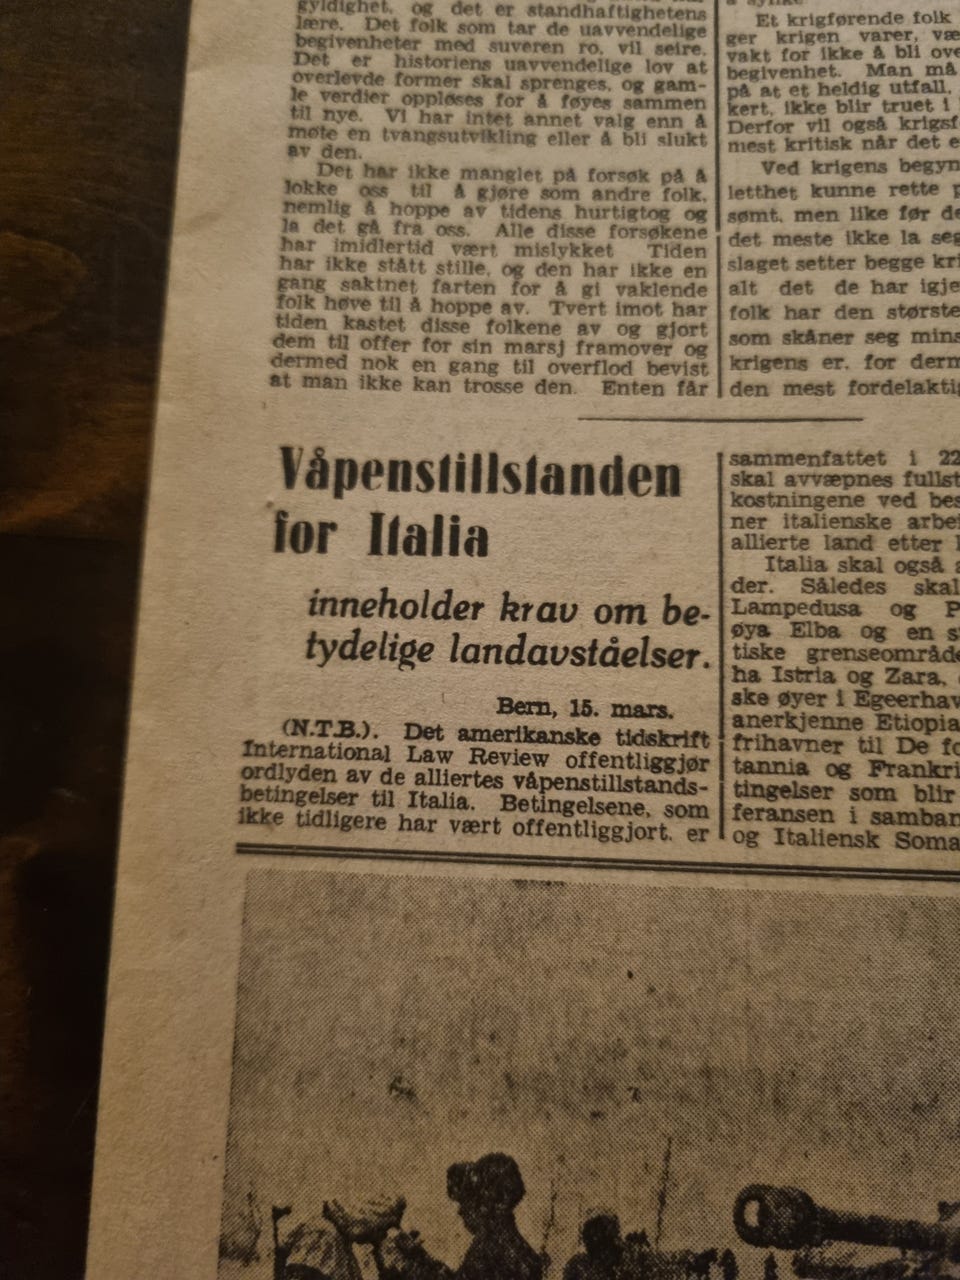 gyldighet, og det er standhaftighetens
lære. Det folk som tar de uavvendelige
begivenheter med suveren ro, vil seire.
Det er historiens uavvendelige lov at
overlevde former skal sprenges, og gam-
le verdier oppløses for å føyes sammen
til nye. Vi har intet annet valg enn å
møte en tvangsutvikling eller å bli slukt
av den.
Det har ikke manglet på forsøk på å
lokke oss til å gjøre som andre folk,
nemlig å hoppe av tidens hurtigtog og
la det gå fra oss. Alle disse forsøkene
har imidlertid vært mislykket Tiden
har ikke stått stille, og den har ikke en
gang saktnet farten for å gi vaklende
folk høve til å hoppe av. Tvert imot har
tiden kastet disse folkene av og gjort
dem til offer for sin marsj framover og
dermed nok en gang til overflod bevist
at man ikke kan trosse den. Enten får
Et krigførende folk
ger krigen varer, væ
vakt for ikke å bli ove
begivenhet. Man må
på at et heldig utfall,
kert, ikke blir truet i
Derfor vil også krigsf
mest kritisk når det e
Ved krigens begyn
letthet kunne rette p
sømt, men like før de
det meste ikke la seg
slaget setter begge kri
alt det de har igje
folk har den største
som skåner seg mins
krigens er, for derm
den mest fordelaktig
Våpenstillstanden
for Italia
inneholder krav om be-
tydelige landavståelser.
Bern, 15. mars.
(N.T.B.). Det amerikanske tidskrift
International Law Review offentliggjør
ordlyden av de alliertes våpenstillstands-
betingelser til Italia. Betingelsene, som
ikke tidligere har vært offentliggjort, er
sammenfattet i 22
skal avvæpnes fullst
kostningene ved bes
ner italienske arbei
allierte land etter
Italia skal også
der. Således skal
Lampedusa og P
øya Elba og en s
tiske grenseområde
ha Istria og Zara,
ske øyer i Egeerhav
anerkjenne Etiopia
frihavner til De fo
tannia og Frankri
tingelser som blir
feransen i samban
og Italiensk Soma